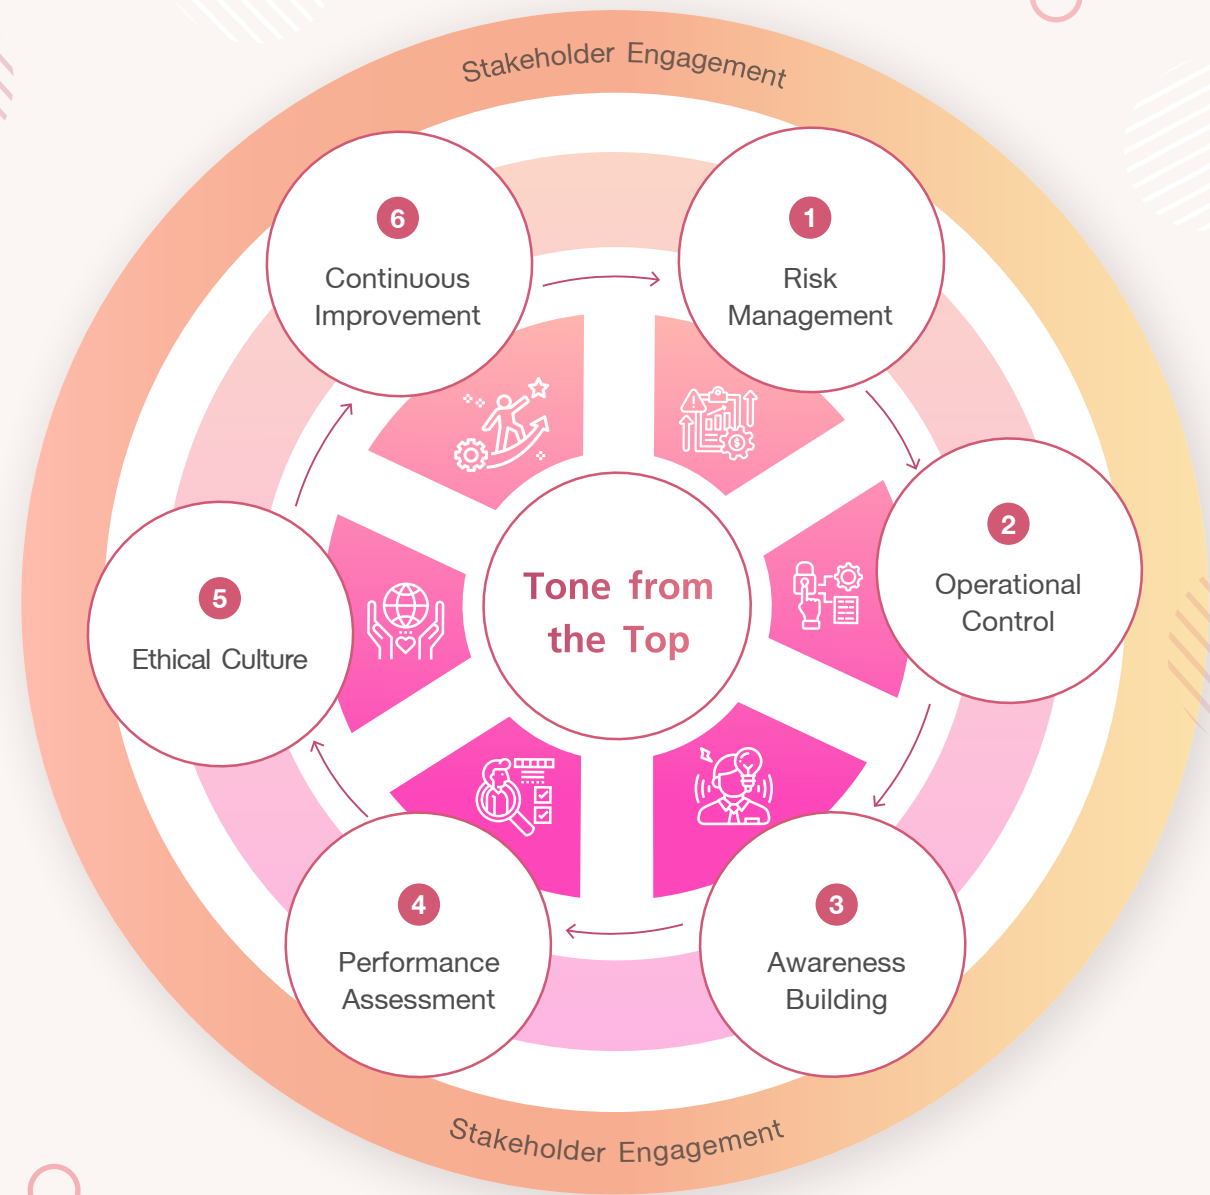 Stakeholder Engagement
1
Risk
Management
2
Operational
Control
3
Awareness
Building
4
Performance
Assessment
5
Ethical Culture
6
Continuous
Improvement
Tone from
the Top
Stakeholder Engagement